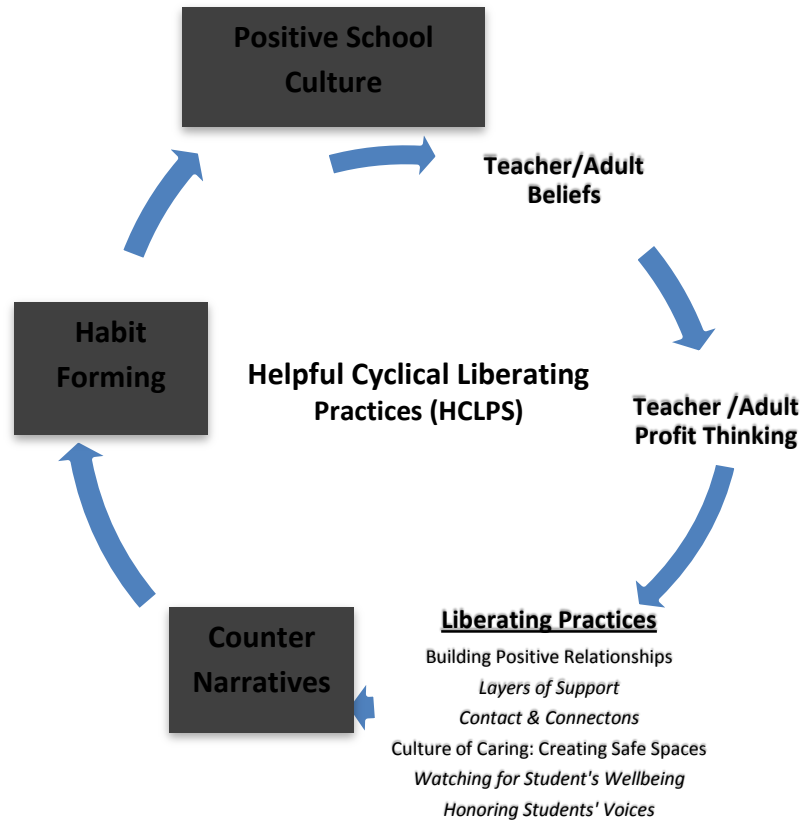 Positive School
Culture
Teacher/Adult
Beliefs
Habit
Forming
Helpful Cyclical Liberating
Practices (HCLPS)
Teacher /Adult
Profit Thinking
Liberating Practices
Building Positive Relationships
Layers of Support
Contact & Connectons
Culture of Caring: Creating Safe Spaces
Watching for Student's Wellbeing
Honoring Students' Voices
Counter
Narratives